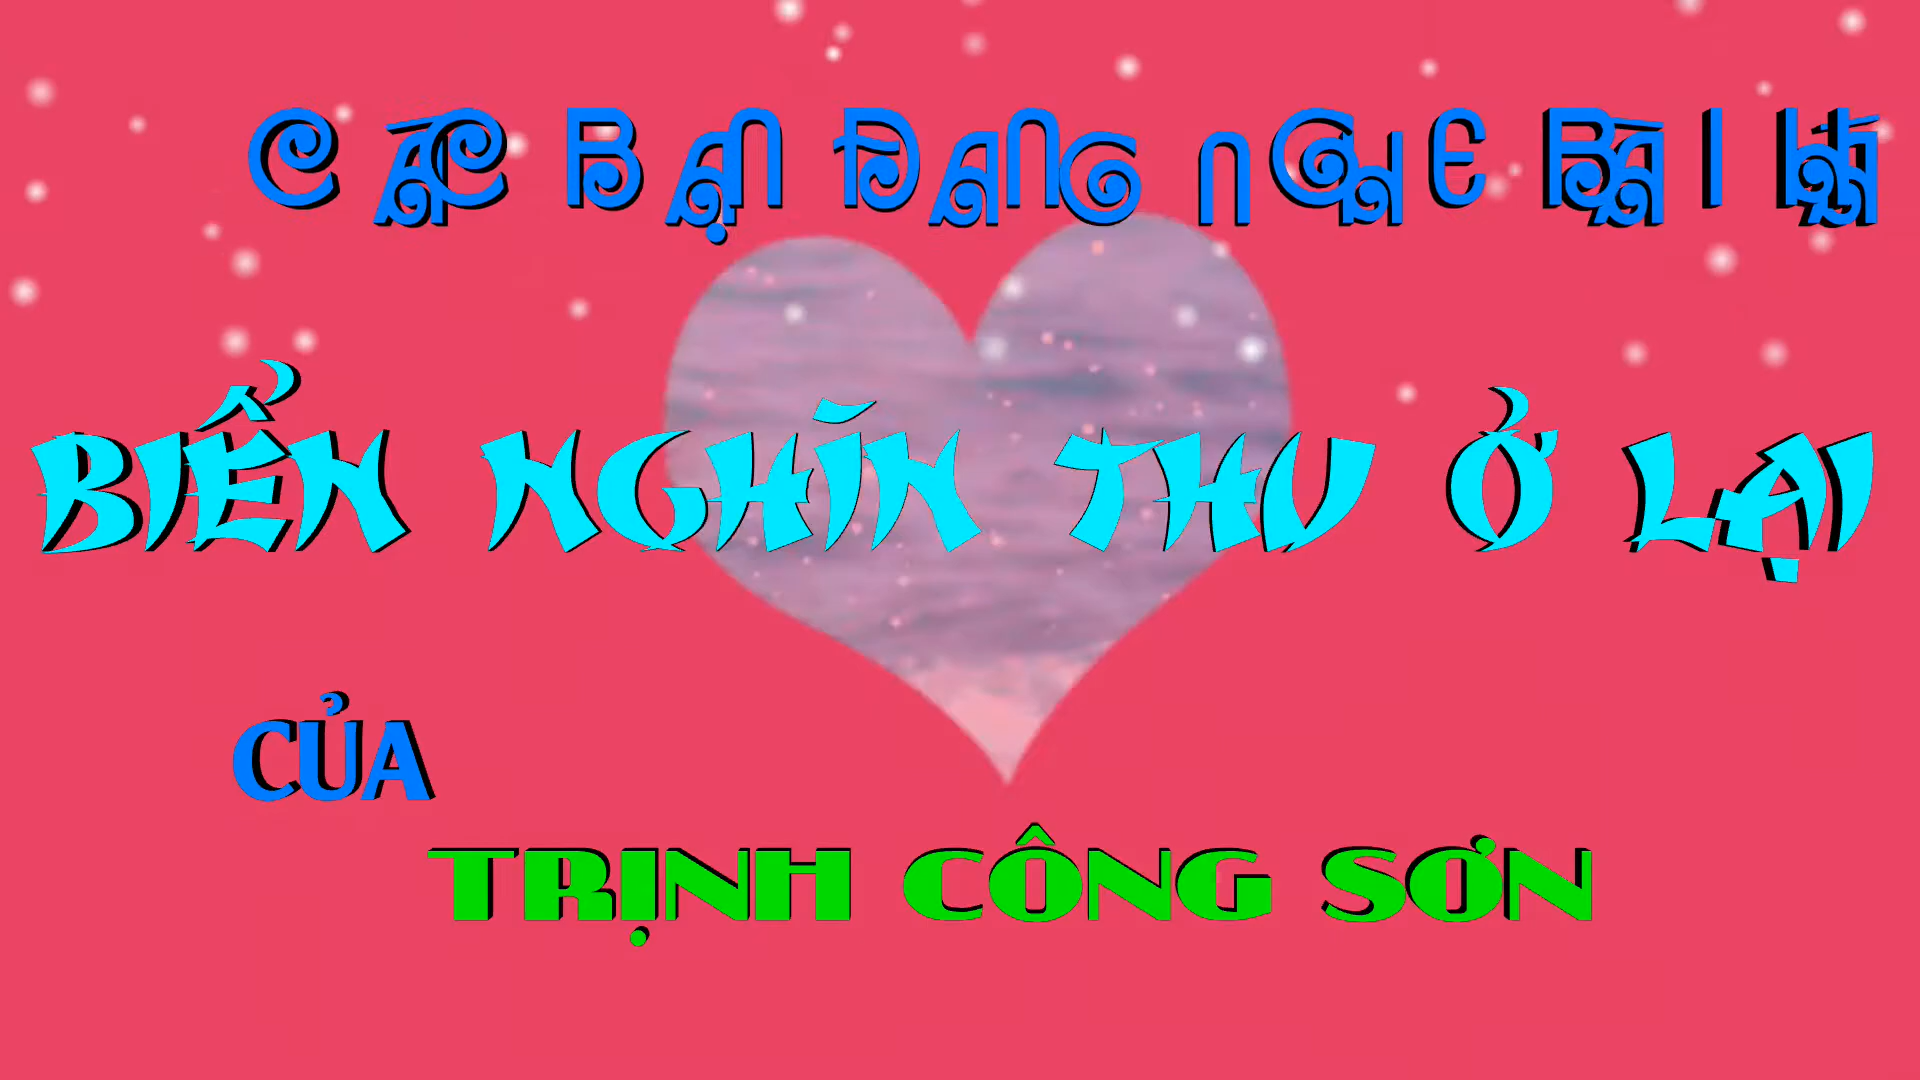 CÁC BẠN ĐANG NGHE BÀI HÁT
BIỂN NGHÌN THU Ở LẠI
CỦA
TRỊNH CÔNG SƠN